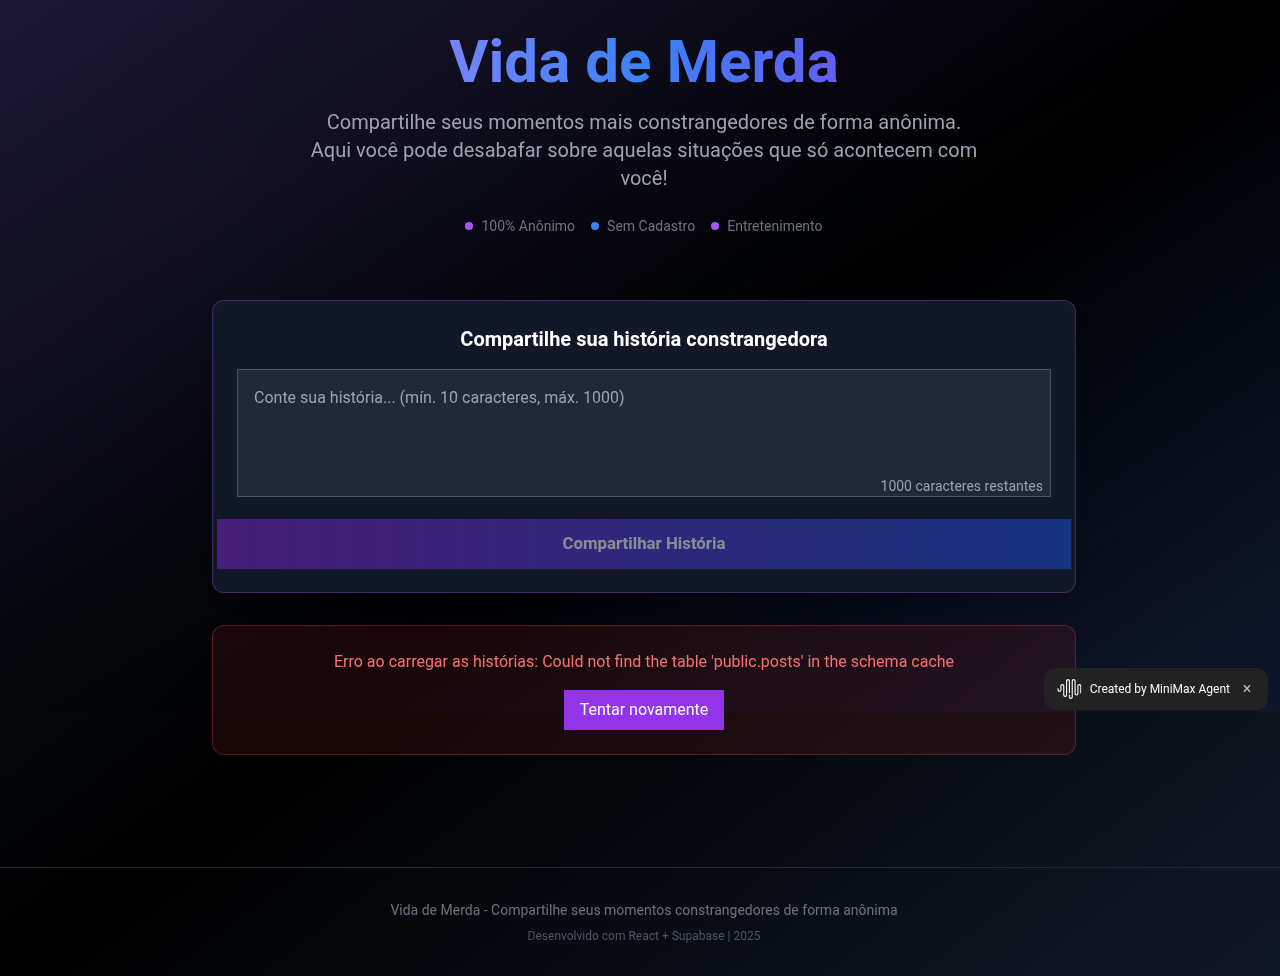 Vida de Merda
Compartilhe seus momentos mais constrangedores de forma anônima.
Aqui você pode desabafar sobre aquelas situações que só acontecem com
você!
100% Anônimo
Sem Cadastro
Entretenimento
Compartilhe sua história constrangedora
Conte sua história... (mín. 10 caracteres, máx. 1000)
1000 caracteres restantes
Compartilhar História
Erro ao carregar as histórias: Could not find the table 'public.posts' in the schema cache
Tentar novamente
Created by MiniMax Agent ×
Vida de Merda - Compartilhe seus momentos constrangedores de forma anônima
Desenvolvido com React + Supabase | 2025